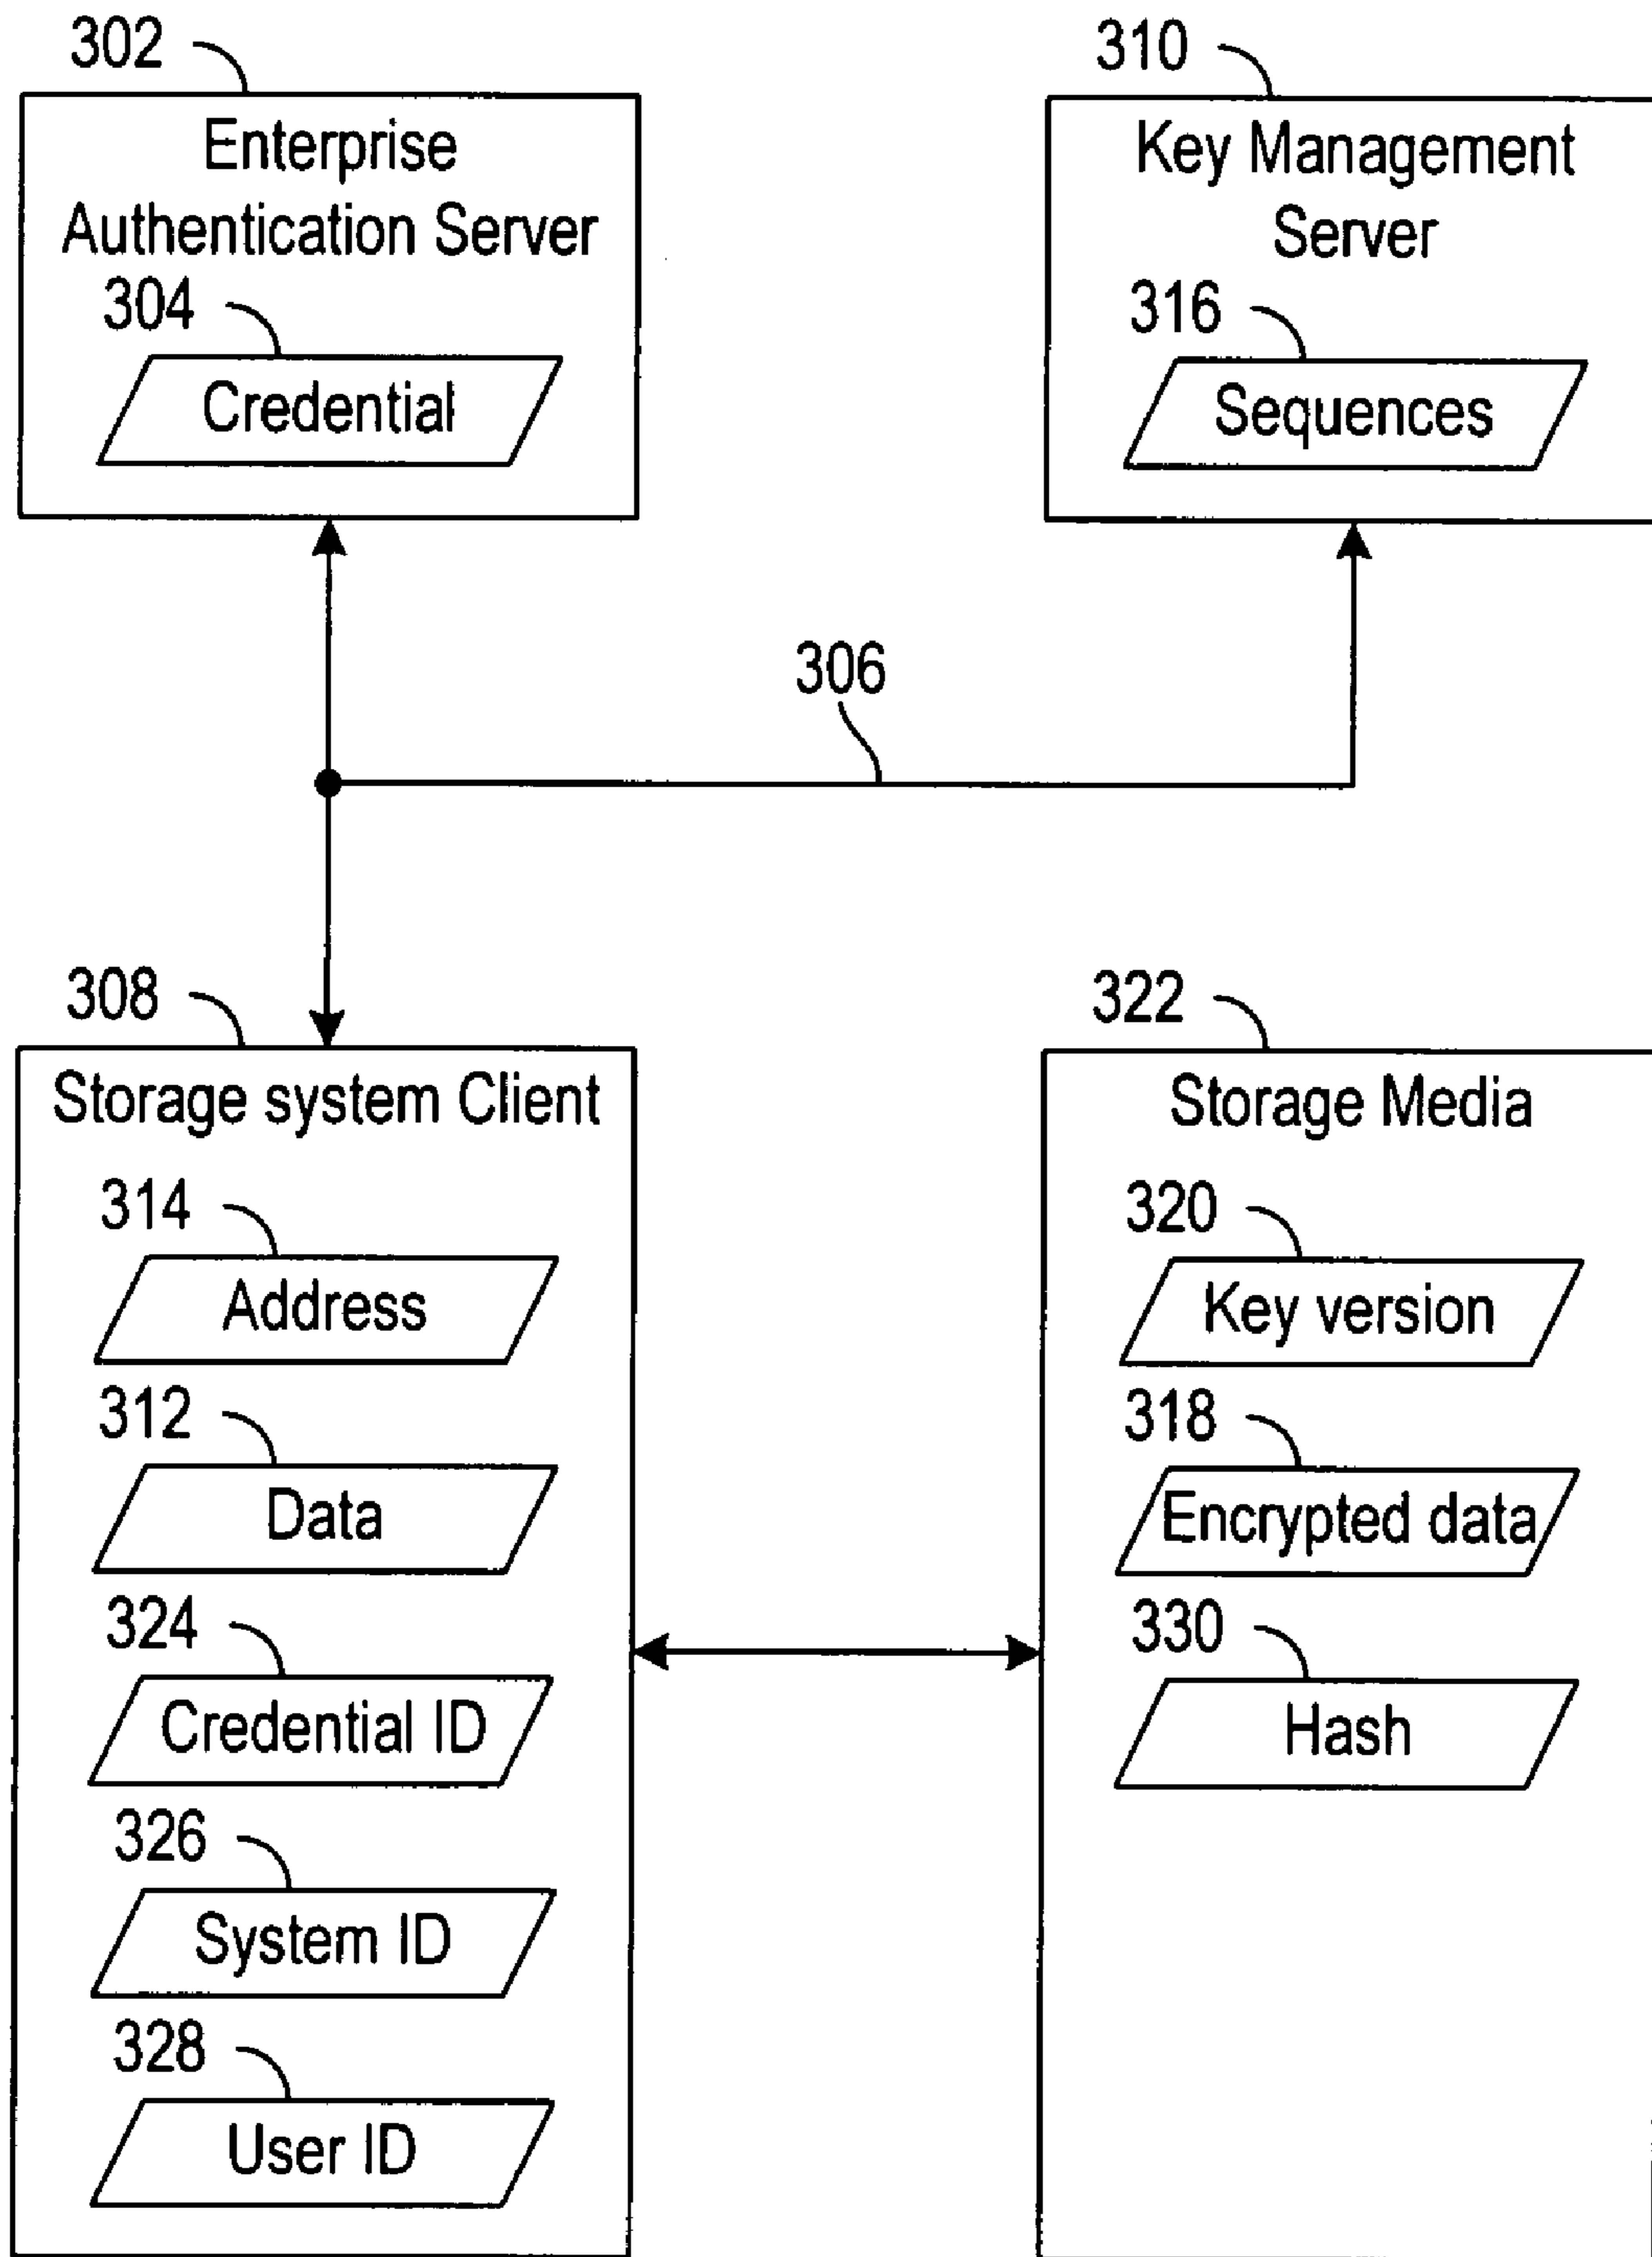 302
Enterprise
Authentication Server
304
Credential
310
Key Management
Server
316
Sequences
306
308
Storage system Client
314
Address
312
Data
324
Credential ID
326
System ID
328
User ID
322
Storage Media
320
Key version
318
Encrypted data
330
Hash